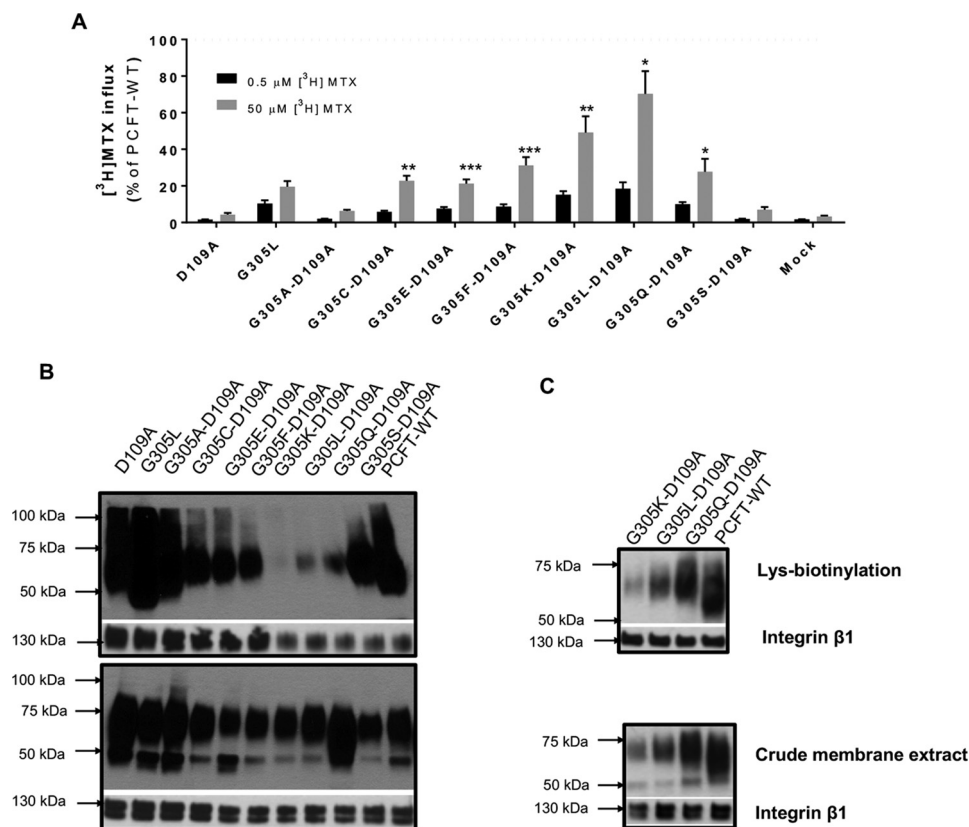 A
[³H]MTX influx
(% of PCFT-WT)
100
80
60
40
20
0
0.5 μM [³H] MTX
50 μM [³H] MTX
**
***
***
**
*
*
D109A
G305L
G305A-D109A
G305C-D109A
G305E-D109A
G305F-D109A
G305K-D109A
G305L-D109A
G305Q-D109A
G305S-D109A
Mock
B
D109A
G305L
G305A-D109A
G305C-D109A
G305E-D109A
G305F-D109A
G305K-D109A
G305L-D109A
G305Q-D109A
G305S-D109A
PCFT-WT
100 kDa
75 kDa
50 kDa
130 kDa
100 kDa
75 kDa
50 kDa
130 kDa
C
G305K-D109A
G305L-D109A
G305Q-D109A
PCFT-WT
75 kDa
Lys-biotinylation
50 kDa
130 kDa
Integrin β1
75 kDa
Crude membrane extract
50 kDa
130 kDa
Integrin β1